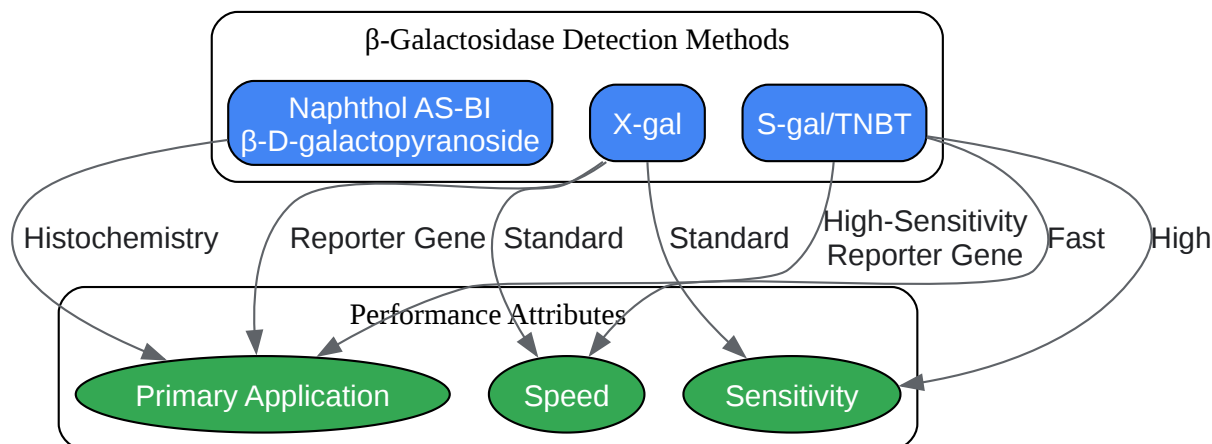 β-Galactosidase Detection Methods
Naphthol AS-BI
β-D-galactopyranoside
X-gal
S-gal/TNBT
Histochemistry
Reporter Gene
Standard
Standard
High-Sensitivity
Reporter Gene
Fast
High
Performance Attributes
Primary Application
Speed
Sensitivity